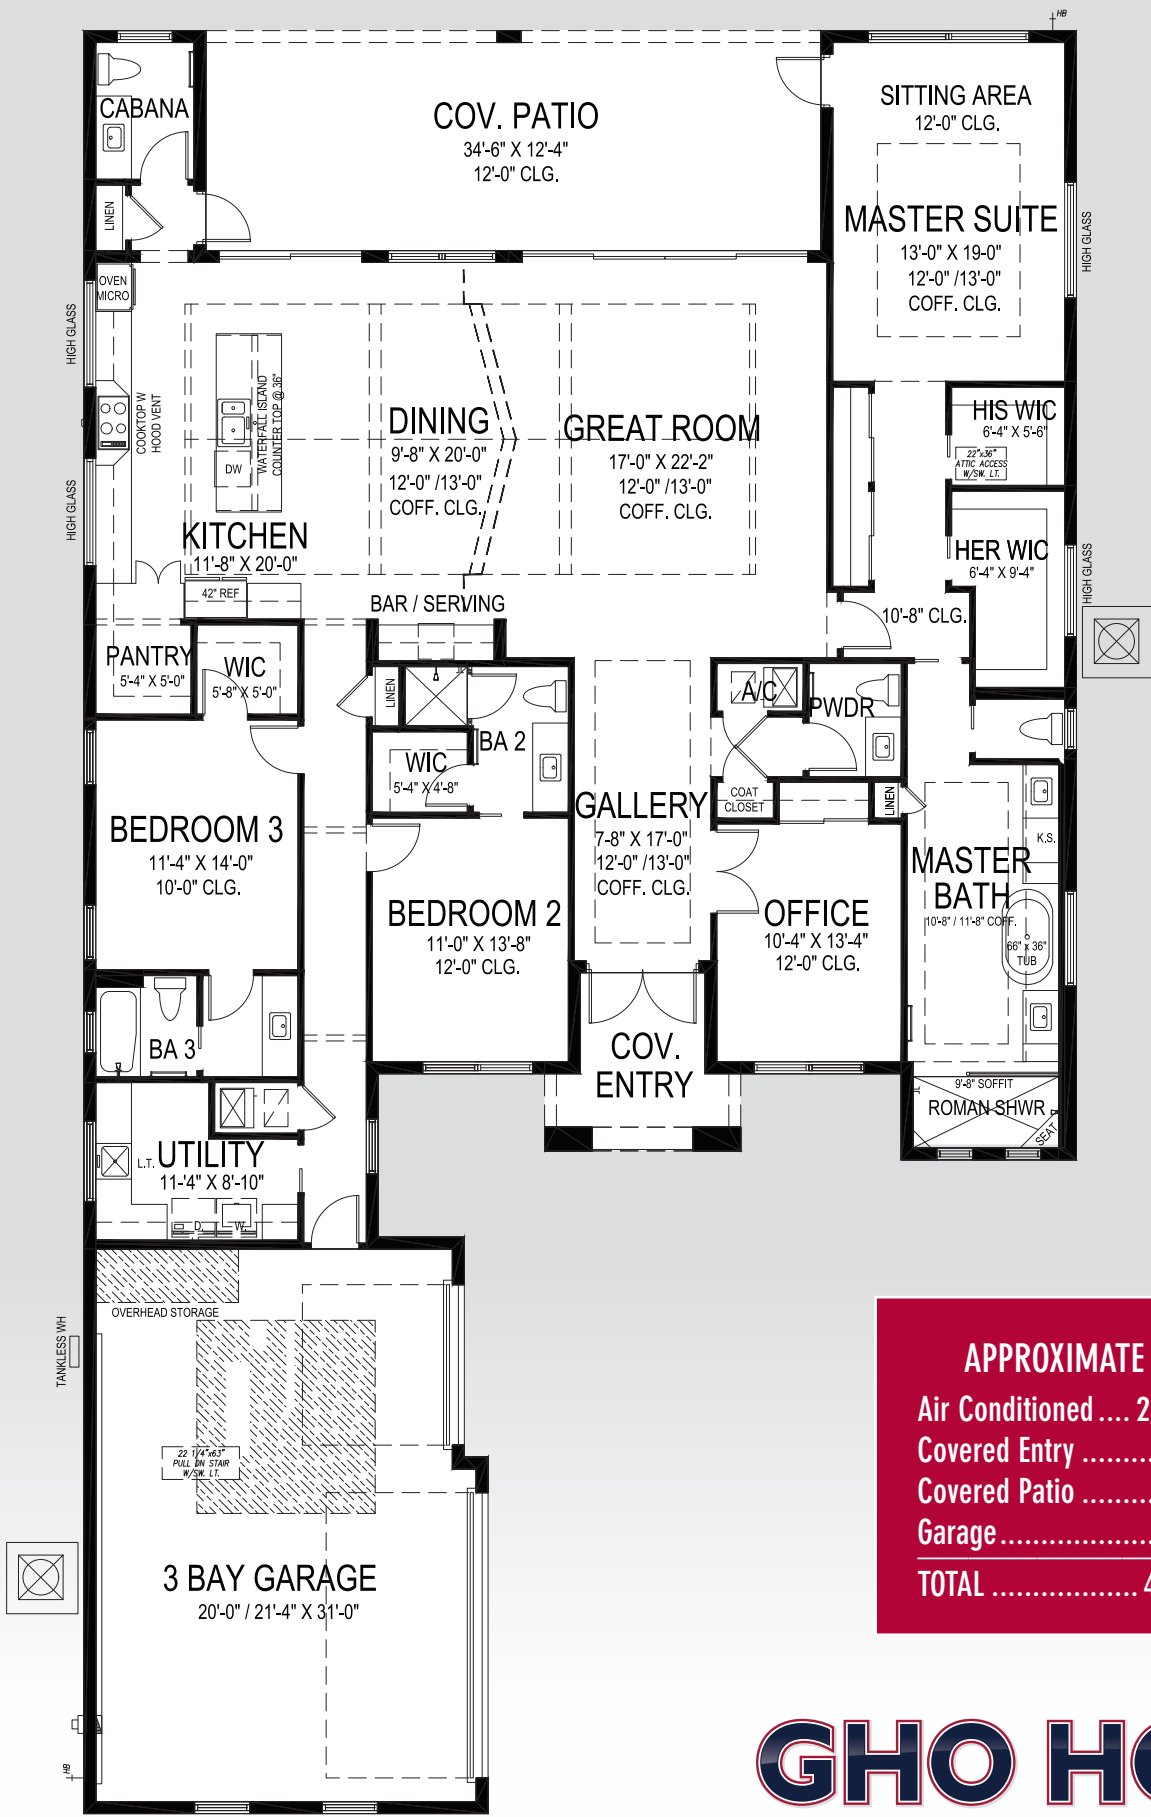 HB
CABANA
COV. PATIO
34'-6" X 12'-4"
12'-0" CLG.
SITTING AREA
12'-0" CLG.
LINEN
MASTER SUITE
13'-0" X 19-0"
12'-0" /13'-0"
COFF. CLG.
HIGH GLASS
OVEN
MICRO
HIGH GLASS
COOKTOP W
HOOD VENT
WATERFALL ISLAND
COUNTER TOP @ 36"
DW
DINING
9'-8" X 20'-0"
12'-0" /13'-0"
COFF. CLG.
GREAT ROOM
17'-0" X 22'-2"
12'-0" /13'-0"
COFF. CLG.
HIS WIC
6'-4" X 5'-6"
22"x36"
ATTIC ACCESS
W/SW. LT.
HIGH GLASS
KITCHEN
11'-8" X 20'-0"
42" REF
HER WIC
6'-4" X 9'-4"
HIGH GLASS
BAR / SERVING
10'-8" CLG.
PANTRY
5'-4" X 5'-0"
WIC
5'-8" X 5'-0"
LINEN
A/C
PWDR
BA 2
WIC
5'-4" X 4'-8"
COAT
CLOSET
LINEN
GALLERY
7-8" X 17'-0"
12'-0" /13'-0"
COFF. CLG.
K.S.
BEDROOM 3
11'-4" X 14'-0"
10'-0" CLG.
MASTER
BATH
10'-8" / 11'-8" COFF.
66" x 36"
TUB
BEDROOM 2
11'-0" X 13'-8"
12'-0" CLG.
OFFICE
10'-4" X 13'-4"
12'-0" CLG.
BA 3
COV.
ENTRY
9'-8" SOFFIT
ROMAN SHWR
SEAT
L.T.
UTILITY
11-'4" X 8'-10"
D.
W.
OVERHEAD STORAGE
TANKLESS WH
22 1/4"x63"
PULL DN STAIR
W/SW. LT.
3 BAY GARAGE
20'-0" / 21'-4" X 31'-0"
HB
APPROXIMATE
Air Conditioned .... 2,
Covered Entry .........
Covered Patio .........
Garage...................
TOTAL .................. 4
GHO HO